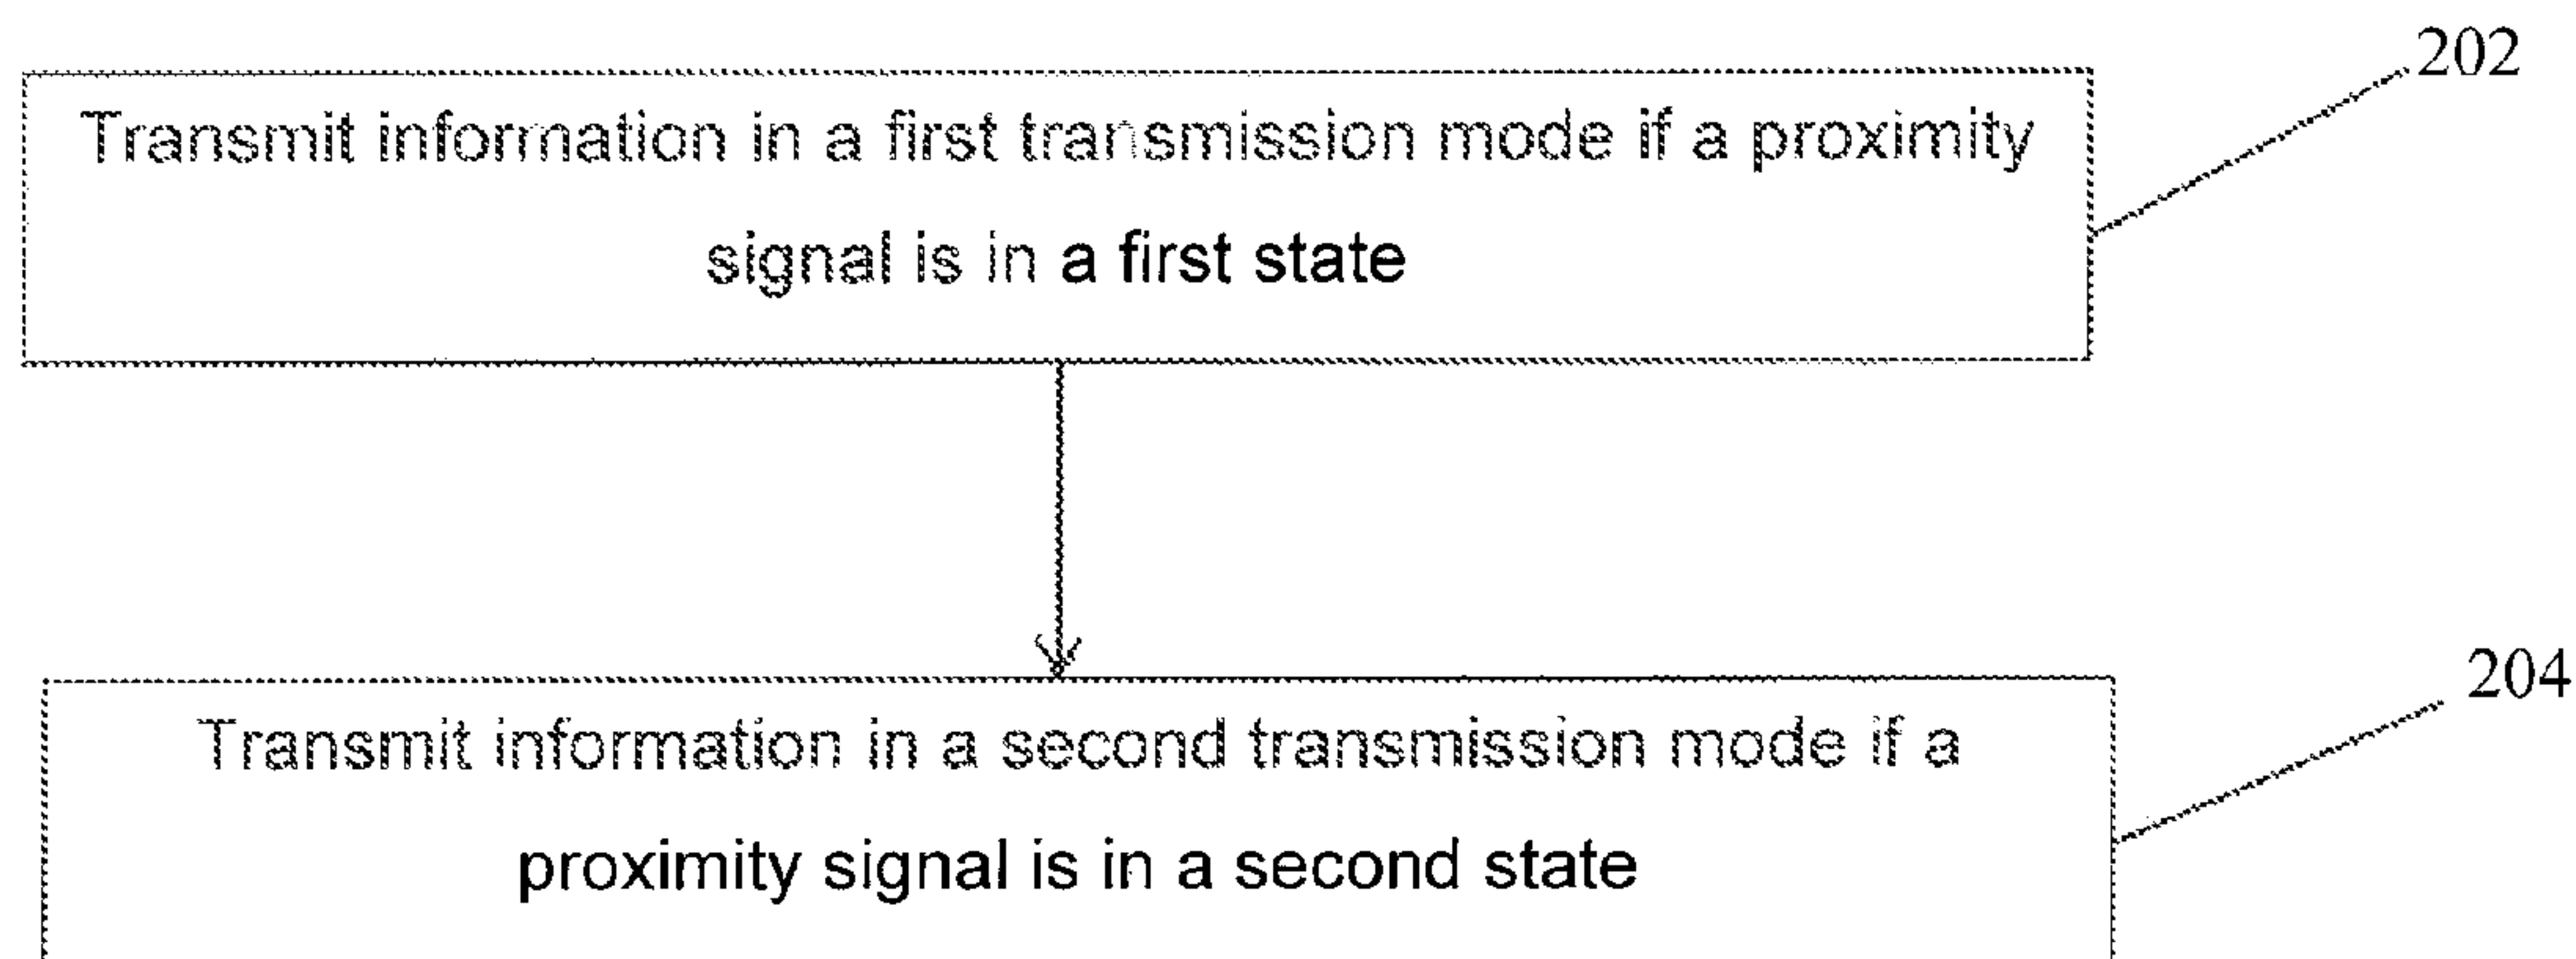 202
Transmit information in a first transmission mode if a proximity
signal is in a first state
204
Transmit information in a second transmission mode if a
proximity signal is in a second state